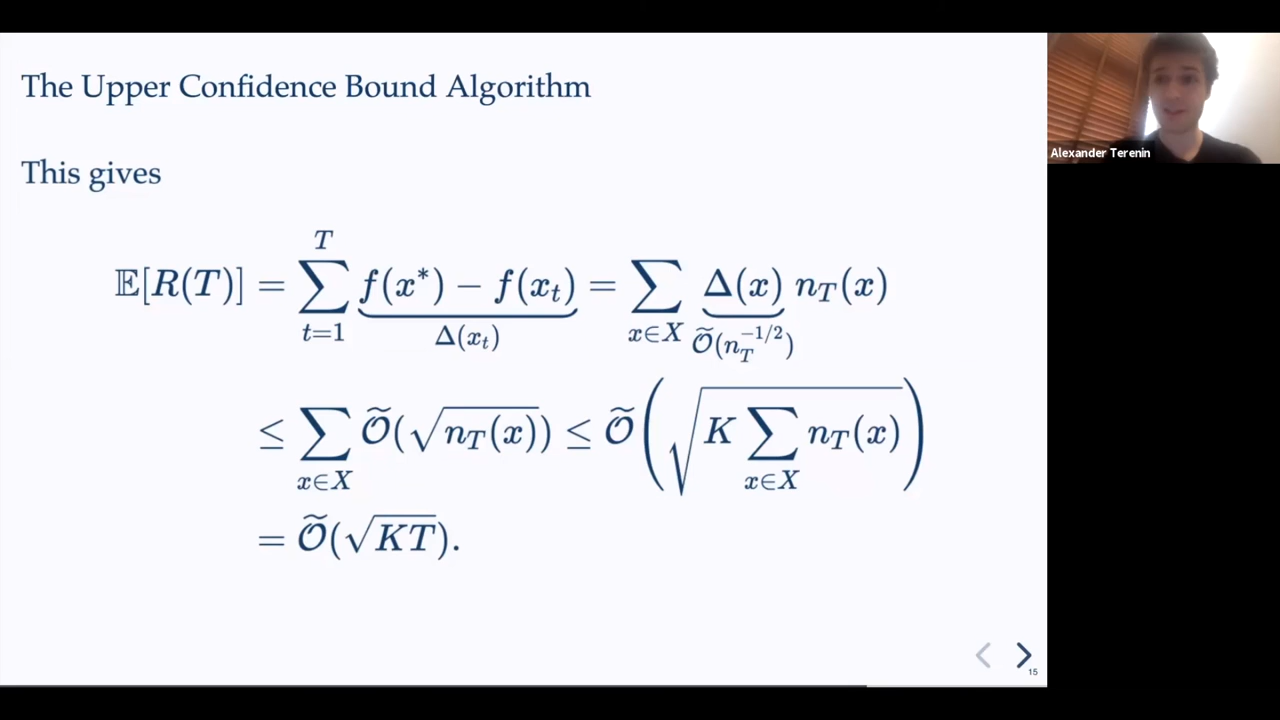 The Upper Confidence Bound Algorithm
Alexander Terenin
This gives
𝔼[R(T)] = ∑_{t=1}^{T} f(x*) − f(x_t) = ∑_{x∈X} Δ(x) n_T(x)
Δ(x_t) Õ(n_T^{−1/2})
≤ ∑_{x∈X} Õ(√n_T(x)) ≤ Õ(√(K ∑_{x∈X} n_T(x)))
= Õ(√KT).
15